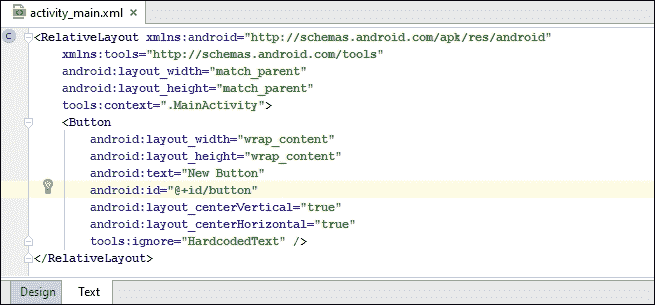 activity_main.xml ×
C
<RelativeLayout xmlns:android="http://schemas.android.com/apk/res/android"
xmlns:tools="http://schemas.android.com/tools"
android:layout_width="match_parent"
android:layout_height="match_parent"
tools:context=".MainActivity">
<Button
android:layout_width="wrap_content"
android:layout_height="wrap_content"
android:text="New Button"
android:id="@+id/button"
android:layout_centerVertical="true"
android:layout_centerHorizontal="true"
tools:ignore="HardcodedText" />
</RelativeLayout>
Design Text